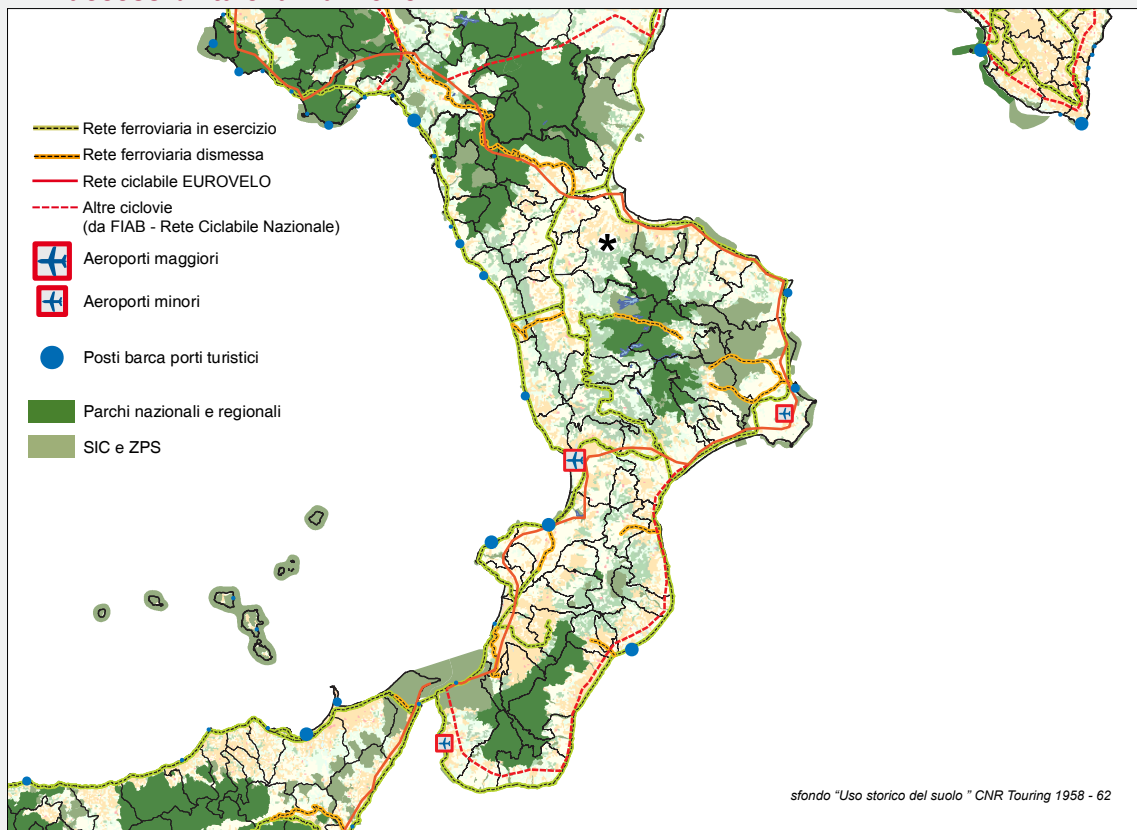 Rete ferroviaria in esercizio
Rete ferroviaria dismessa
Rete ciclabile EUROVELO
Altre ciclovie
(da FIAB - Rete Ciclabile Nazionale)
Aeroporti maggiori
Aeroporti minori
Posti barca porti turistici
Parchi nazionali e regionali
SIC e ZPS
*
sfondo “Uso storico del suolo ” CNR Touring 1958 - 62